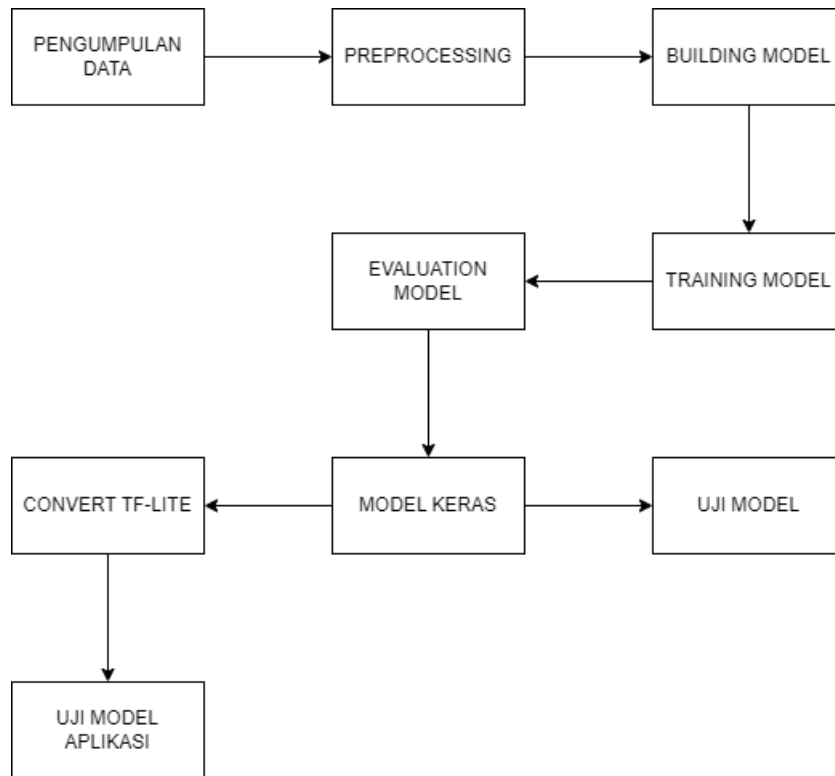 PENGUMPULAN
DATA
PREPROCESSING
BUILDING MODEL
EVALUATION
MODEL
TRAINING MODEL
CONVERT TF-LITE
MODEL KERAS
UJI MODEL
UJI MODEL
APLIKASI